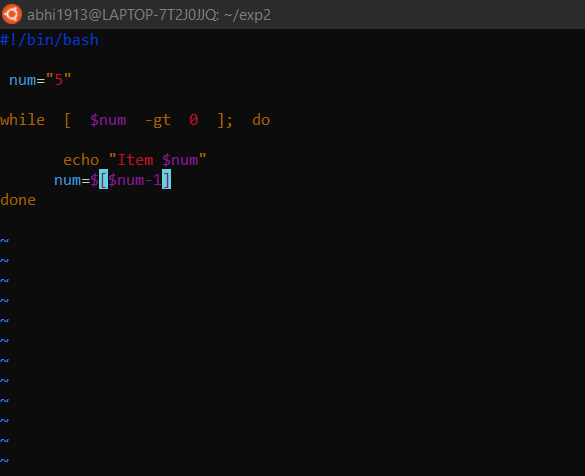 abhi1913@LAPTOP-7T2J0JJQ: ~/exp2
#!/bin/bash
num="5"
while [ $num -gt 0 ]; do
echo "Item $num"
num=$[$num-1]
done
~
~
~
~
~
~
~
~
~
~
~
~